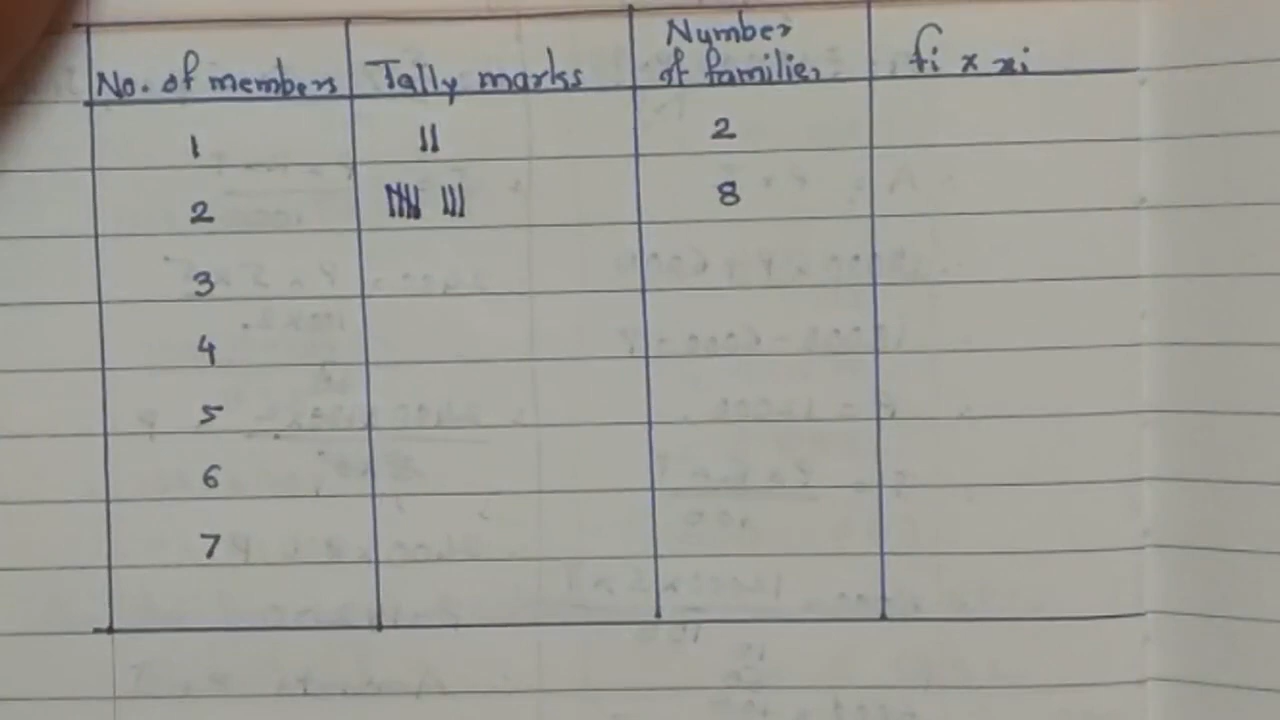 No. of members Tally marks Number of families fi × xi
1 || 2
2 |||| ||| 8
3
4
5
6
7